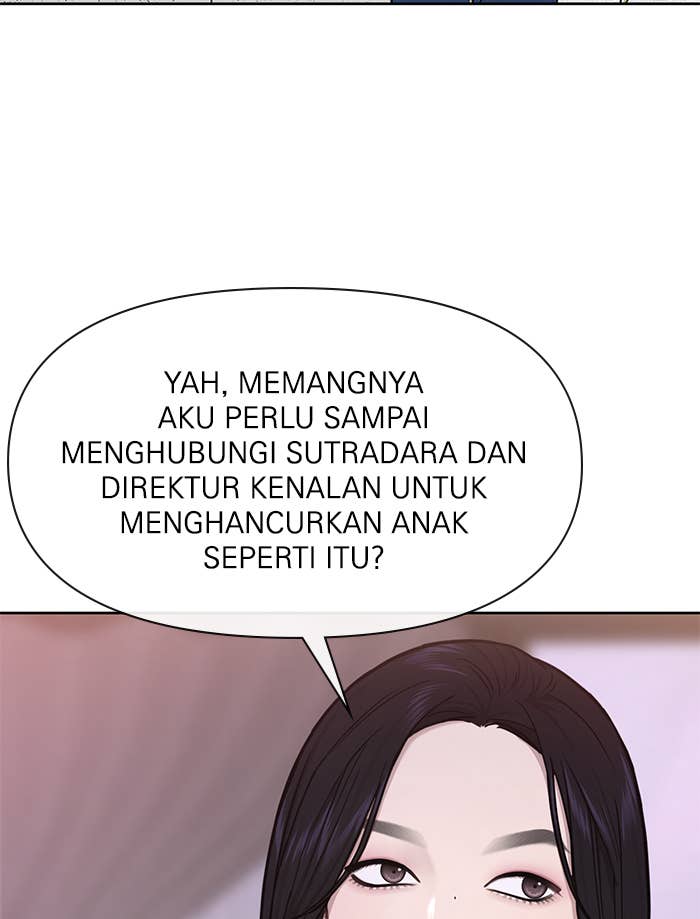 YAH, MEMANGNYA
AKU PERLU SAMPAI
MENGHUBUNGI SUTRADARA DAN
DIREKTUR KENALAN UNTUK
MENGHANCURKAN ANAK
SEPERTI ITU?